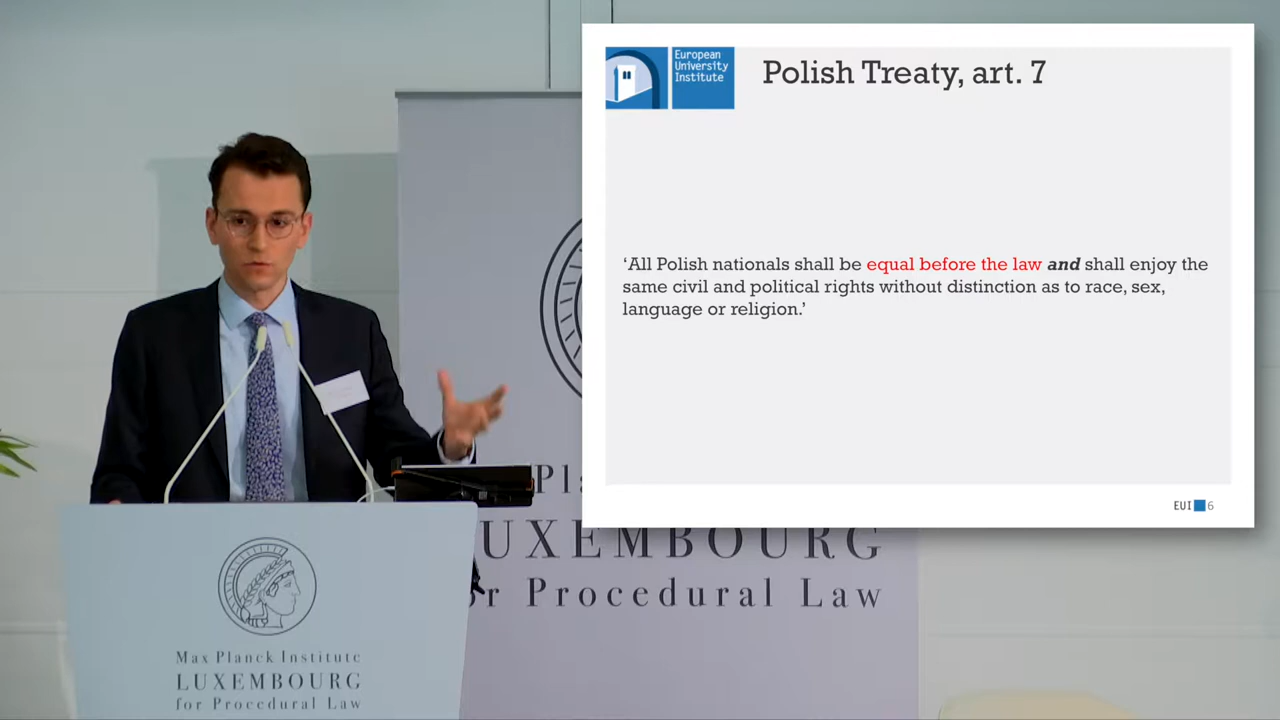 European
University
Institute
Polish Treaty, art. 7
‘All Polish nationals shall be equal before the law and shall enjoy the
same civil and political rights without distinction as to race, sex,
language or religion.’
EUI 6
Pl
UXEMBOURG
or Procedural Law
Max Planck Institute
LUXEMBOURG
for Procedural Law